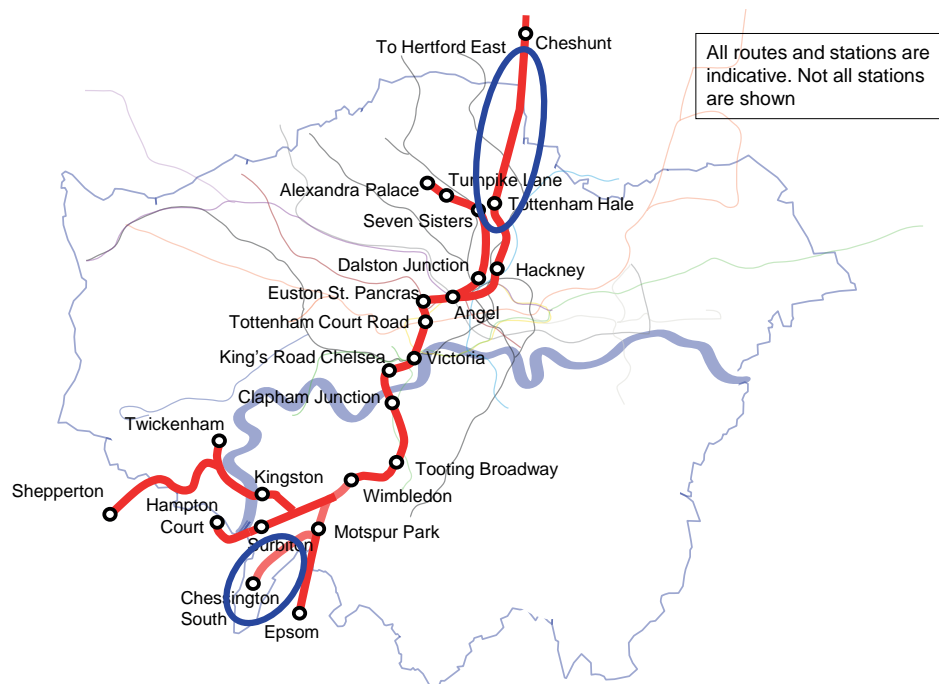 To Hertford East
Cheshunt
All routes and stations are
indicative. Not all stations
are shown
Turnpike Lane
Alexandra Palace
Tottenham Hale
Seven Sisters
Dalston Junction
Hackney
Euston St. Pancras
Angel
Tottenham Court Road
King's Road Chelsea
Victoria
Clapham Junction
Twickenham
Tooting Broadway
Kingston
Wimbledon
Shepperton
Hampton
Court
Surbiton
Motspur Park
Chessington
South
Epsom